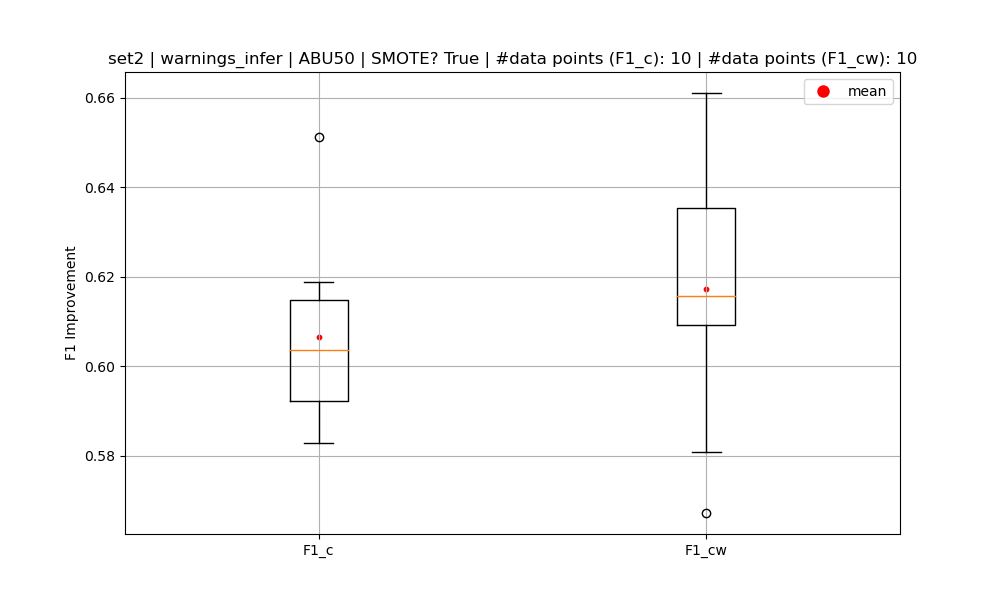 set2 | warnings_infer | ABU50 | SMOTE? True | #data points (F1_c): 10 | #data points (F1_cw): 10
mean
0.66
0.64
0.62
0.60
0.58
F1 Improvement
F1_c
F1_cw